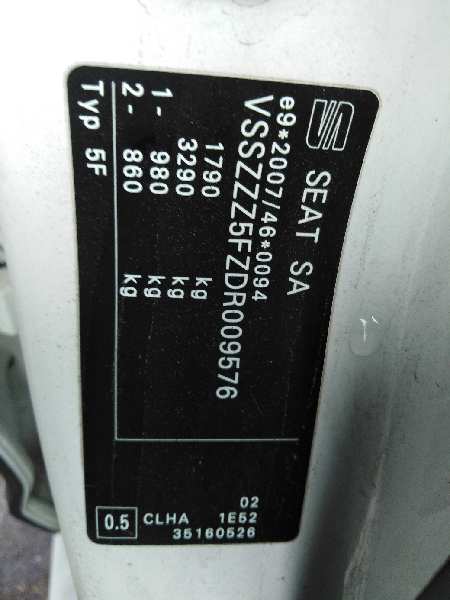 SEAT SA
e9*2007/46*0094
VSSZZZ5FZDR009576
1790 kg
3290 kg
1- 980 kg
2- 860 kg
Typ 5F
02
0.5 CLHA 1E52
35160526